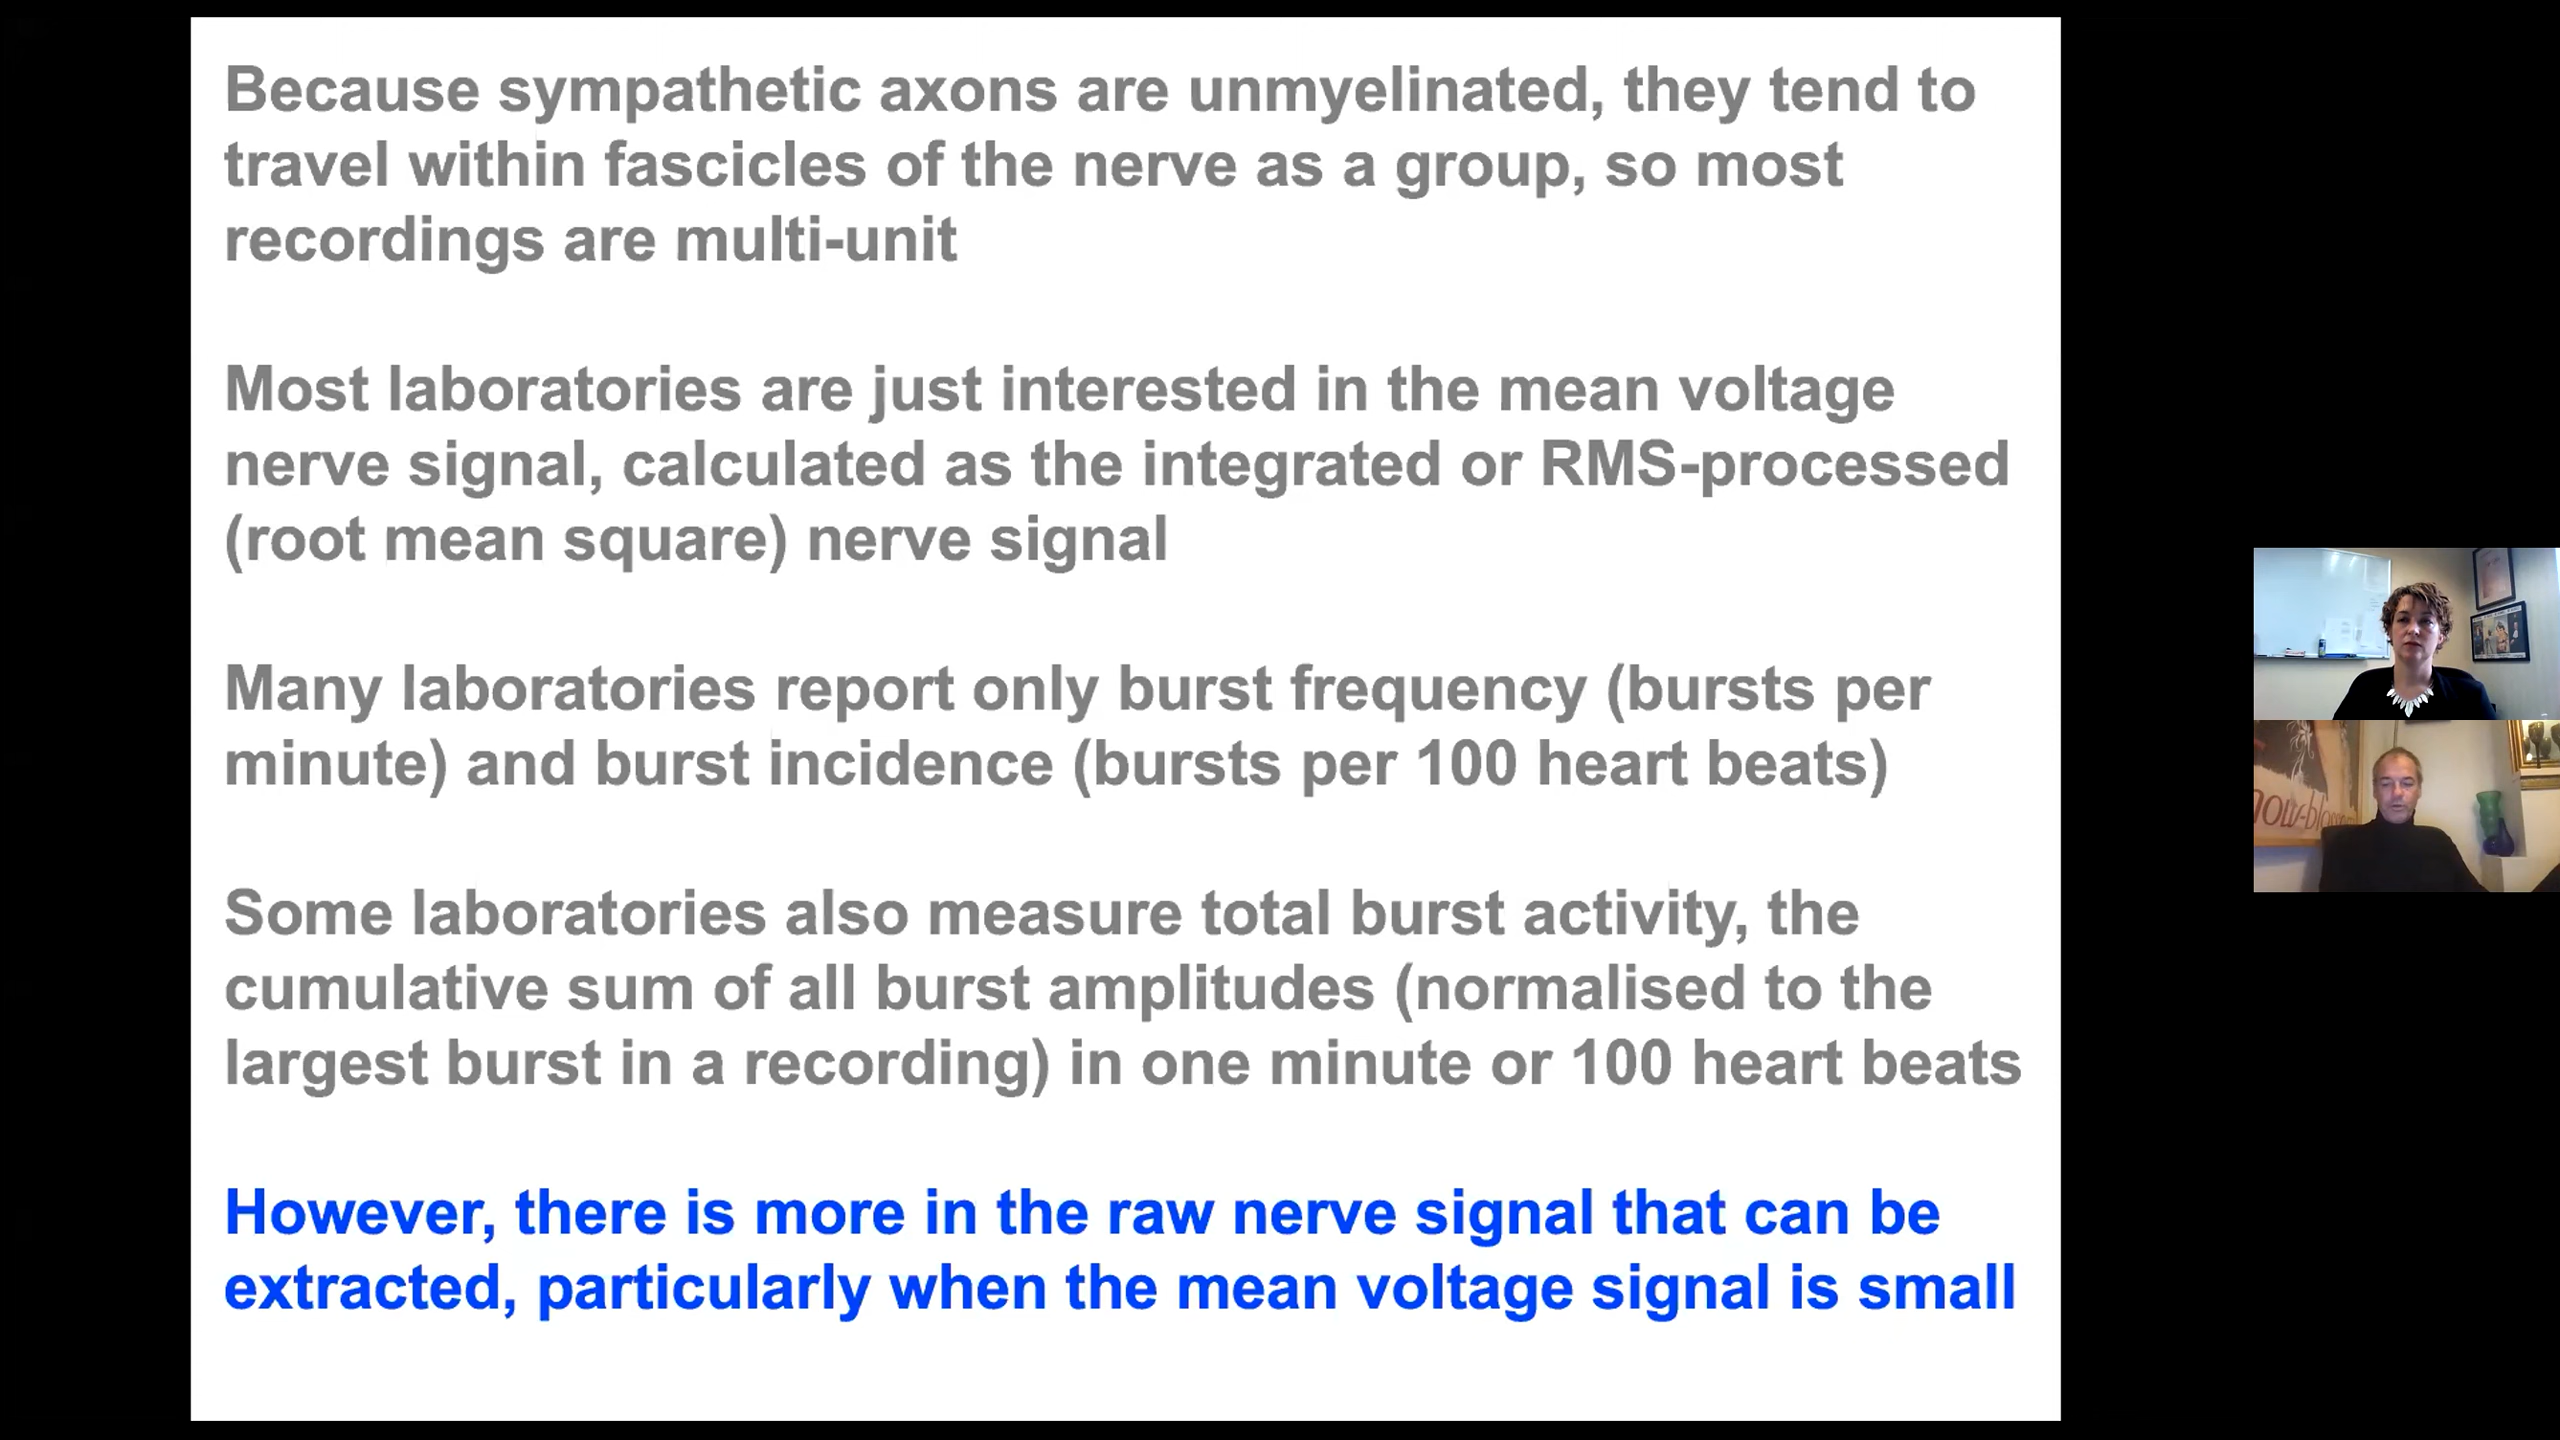 Because sympathetic axons are unmyelinated, they tend to
travel within fascicles of the nerve as a group, so most
recordings are multi-unit
Most laboratories are just interested in the mean voltage
nerve signal, calculated as the integrated or RMS-processed
(root mean square) nerve signal
Many laboratories report only burst frequency (bursts per
minute) and burst incidence (bursts per 100 heart beats)
Some laboratories also measure total burst activity, the
cumulative sum of all burst amplitudes (normalised to the
largest burst in a recording) in one minute or 100 heart beats
However, there is more in the raw nerve signal that can be
extracted, particularly when the mean voltage signal is small